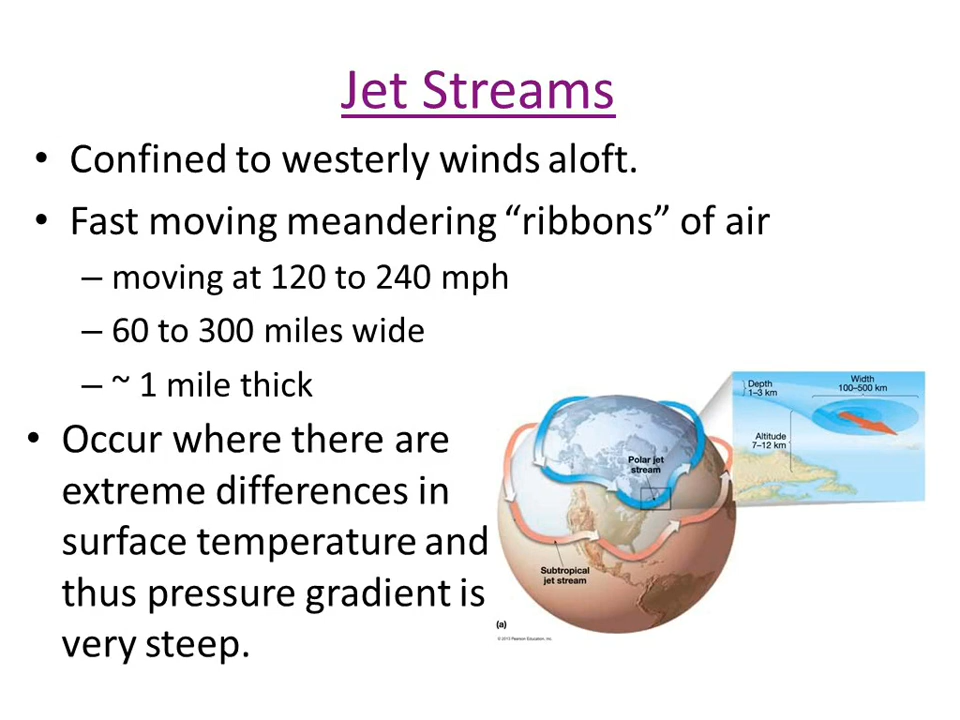 Jet Streams
• Confined to westerly winds aloft.
• Fast moving meandering “ribbons” of air
– moving at 120 to 240 mph
– 60 to 300 miles wide
– ~ 1 mile thick
• Occur where there are
extreme differences in
surface temperature and
thus pressure gradient is
very steep.
Depth
1–3 km
Width
100–500 km
Altitude
7–12 km
Polar jet
stream
Subtropical
jet stream
(a)
© 2013 Pearson Education, Inc.